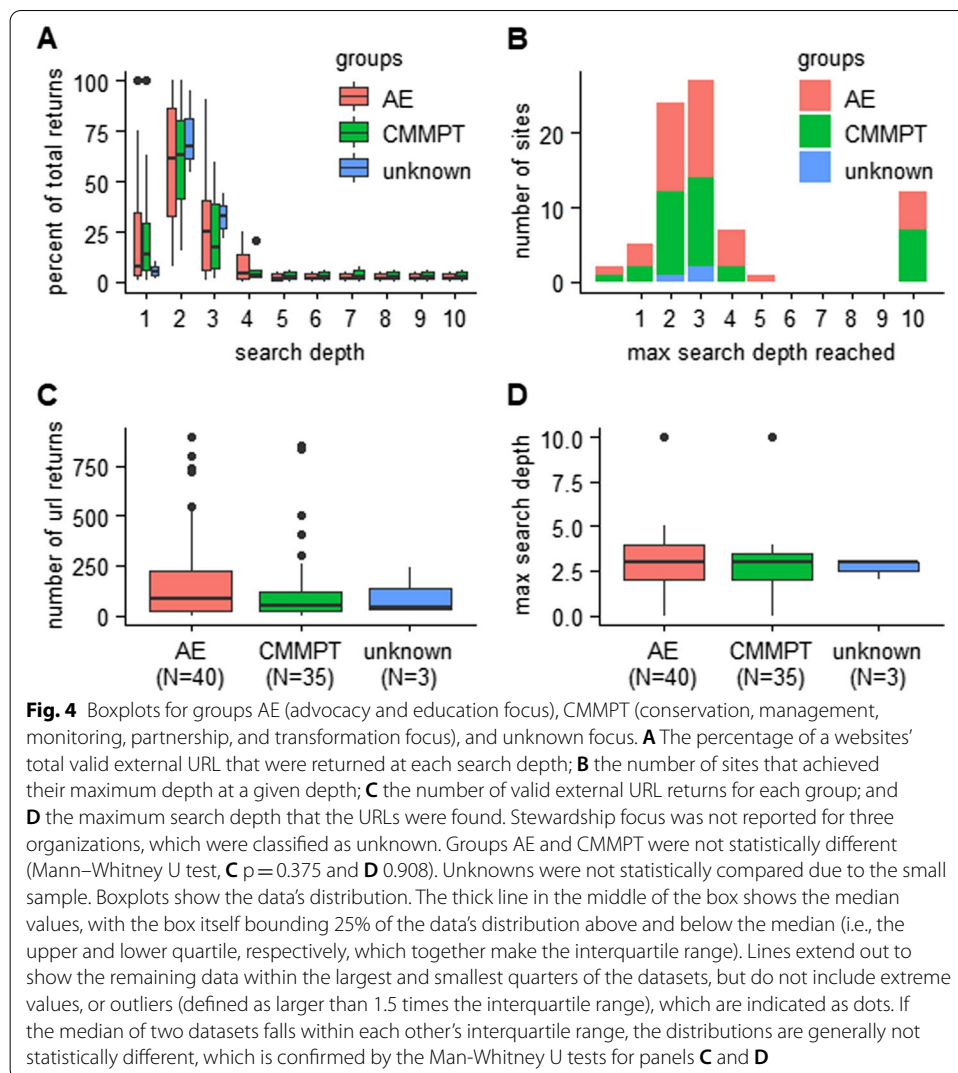 A
groups
AE
CMMPT
unknown
percent of total returns
100
75
50
25
0
1 2 3 4 5 6 7 8 9 10
search depth
B
groups
AE
CMMPT
unknown
number of sites
20
10
0
1 2 3 4 5 6 7 8 9 10
max search depth reached
C
number of url returns
750
500
250
0
AE CMMPT unknown
(N=40) (N=35) (N=3)
D
max search depth
10.0
7.5
5.0
2.5
0.0
AE CMMPT unknown
(N=40) (N=35) (N=3)
Fig. 4 Boxplots for groups AE (advocacy and education focus), CMMPT (conservation, management,
monitoring, partnership, and transformation focus), and unknown focus. A The percentage of a websites’
total valid external URL that were returned at each search depth; B the number of sites that achieved
their maximum depth at a given depth; C the number of valid external URL returns for each group; and
D the maximum search depth that the URLs were found. Stewardship focus was not reported for three
organizations, which were classified as unknown. Groups AE and CMMPT were not statistically different
(Mann–Whitney U test, C p = 0.375 and D 0.908). Unknowns were not statistically compared due to the small
sample. Boxplots show the data’s distribution. The thick line in the middle of the box shows the median
values, with the box itself bounding 25% of the data’s distribution above and below the median (i.e., the
upper and lower quartile, respectively, which together make the interquartile range). Lines extend out to
show the remaining data within the largest and smallest quarters of the datasets, but do not include extreme
values, or outliers (defined as larger than 1.5 times the interquartile range), which are indicated as dots. If
the median of two datasets falls within each other’s interquartile range, the distributions are generally not
statistically different, which is confirmed by the Man-Whitney U tests for panels C and D